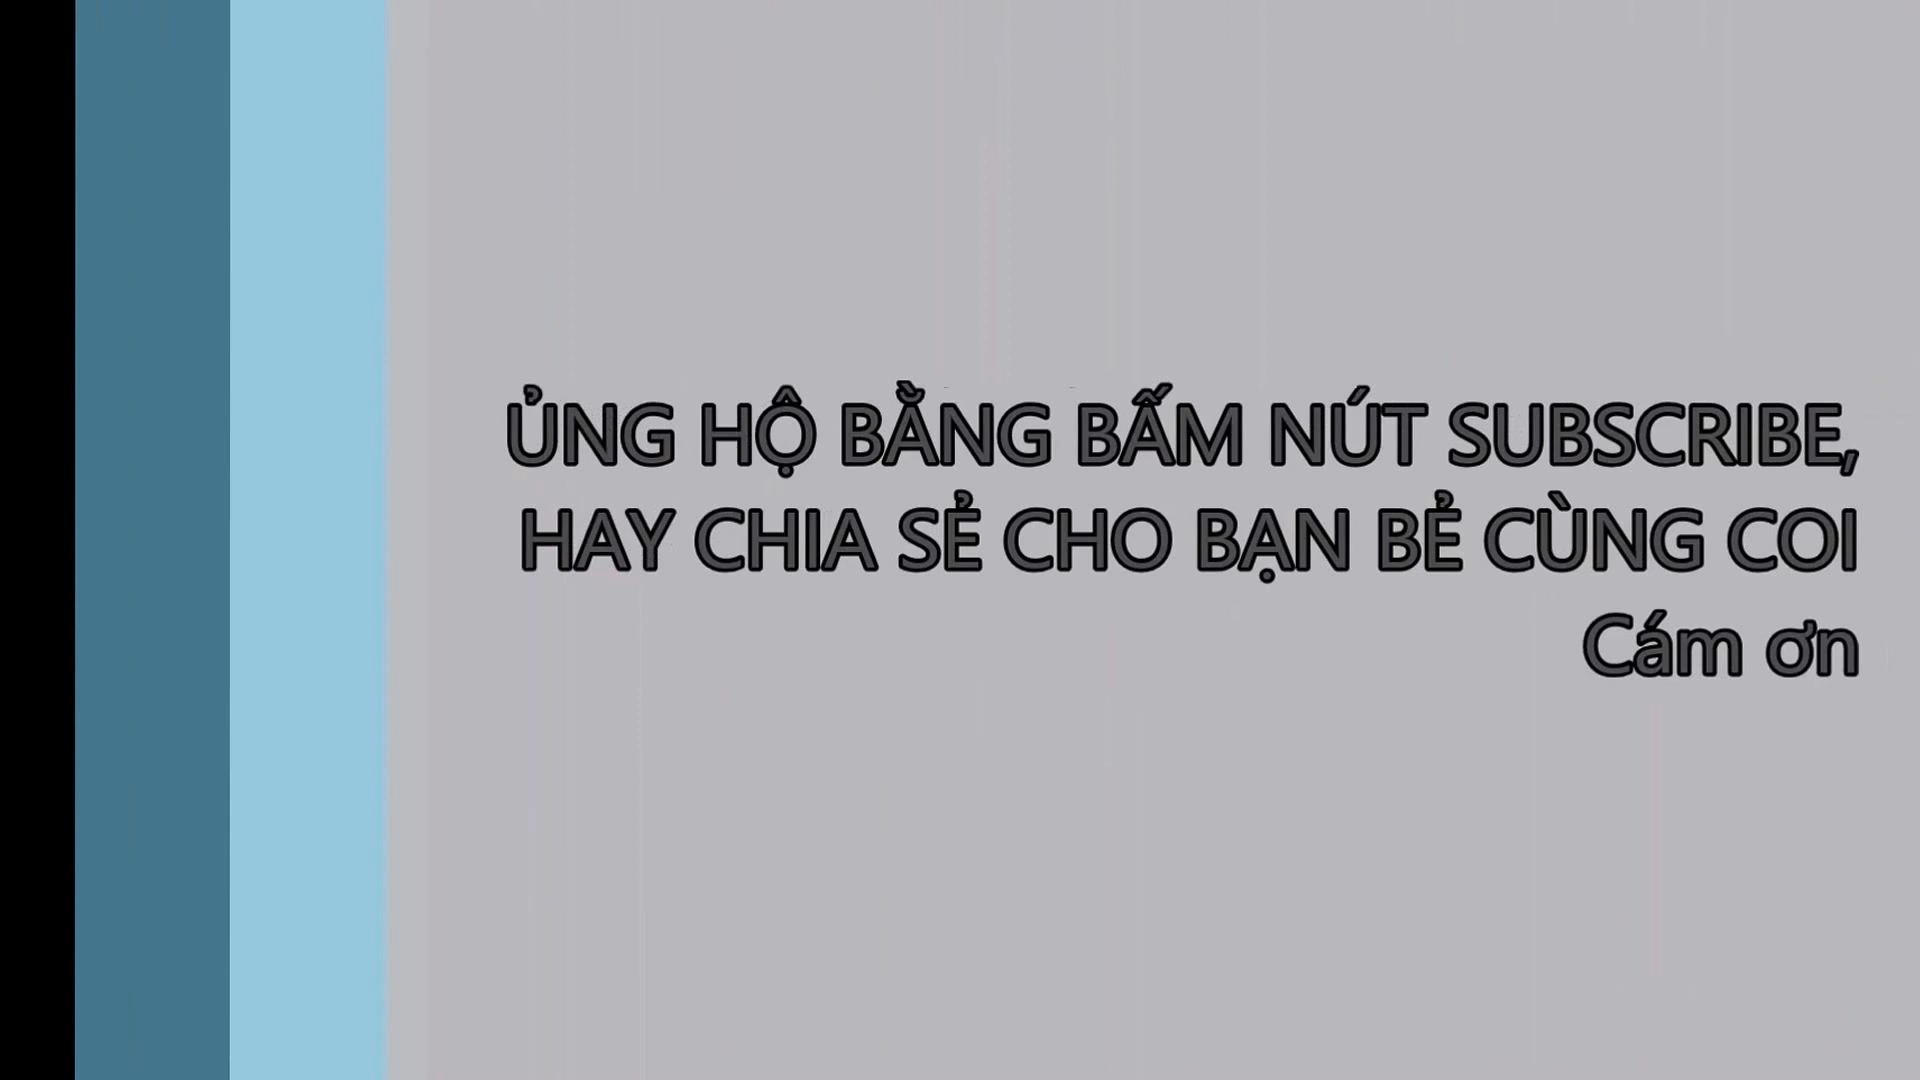 ỦNG HỘ BẰNG BẤM NÚT SUBSCRIBE,
HAY CHIA SẺ CHO BẠN BẺ CÙNG COI
Cám ơn